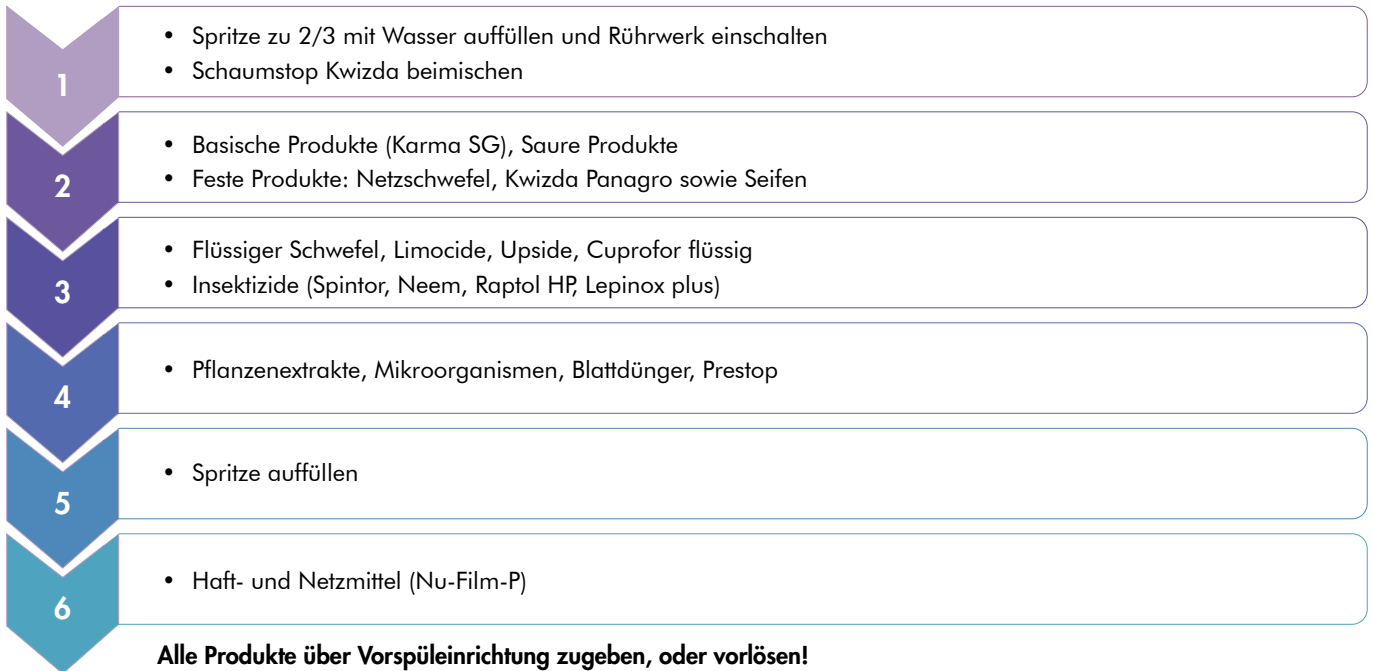 1
• Spritze zu 2/3 mit Wasser auffüllen und Rührwerk einschalten
• Schaumstop Kwizda beimischen
2
• Basische Produkte (Karma SG), Saure Produkte
• Feste Produkte: Netzschwefel, Kwizda Panagro sowie Seifen
3
• Flüssiger Schwefel, Limocide, Upside, Cuprofor flüssig
• Insektizide (Spintor, Neem, Raptol HP, Lepinox plus)
4
• Pflanzenextrakte, Mikroorganismen, Blattdünger, Prestop
5
• Spritze auffüllen
6
• Haft- und Netzmittel (Nu-Film-P)
Alle Produkte über Vorspüleinrichtung zugeben, oder vorlösen!